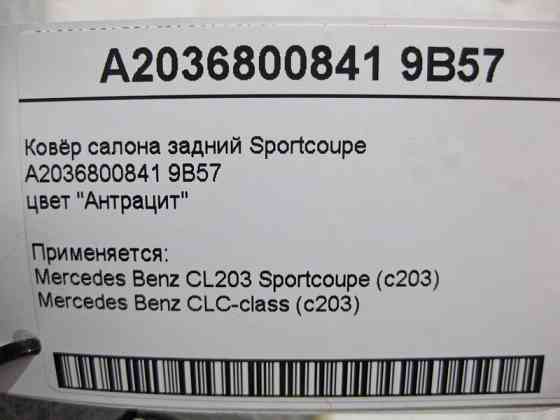 A2036800841 9B57
Ковёр салона задний Sportcoupe
A2036800841 9B57
цвет "Антрацит"
Применяется:
Mercedes Benz CL203 Sportcoupe (c203)
Mercedes Benz CLC-class (c203)